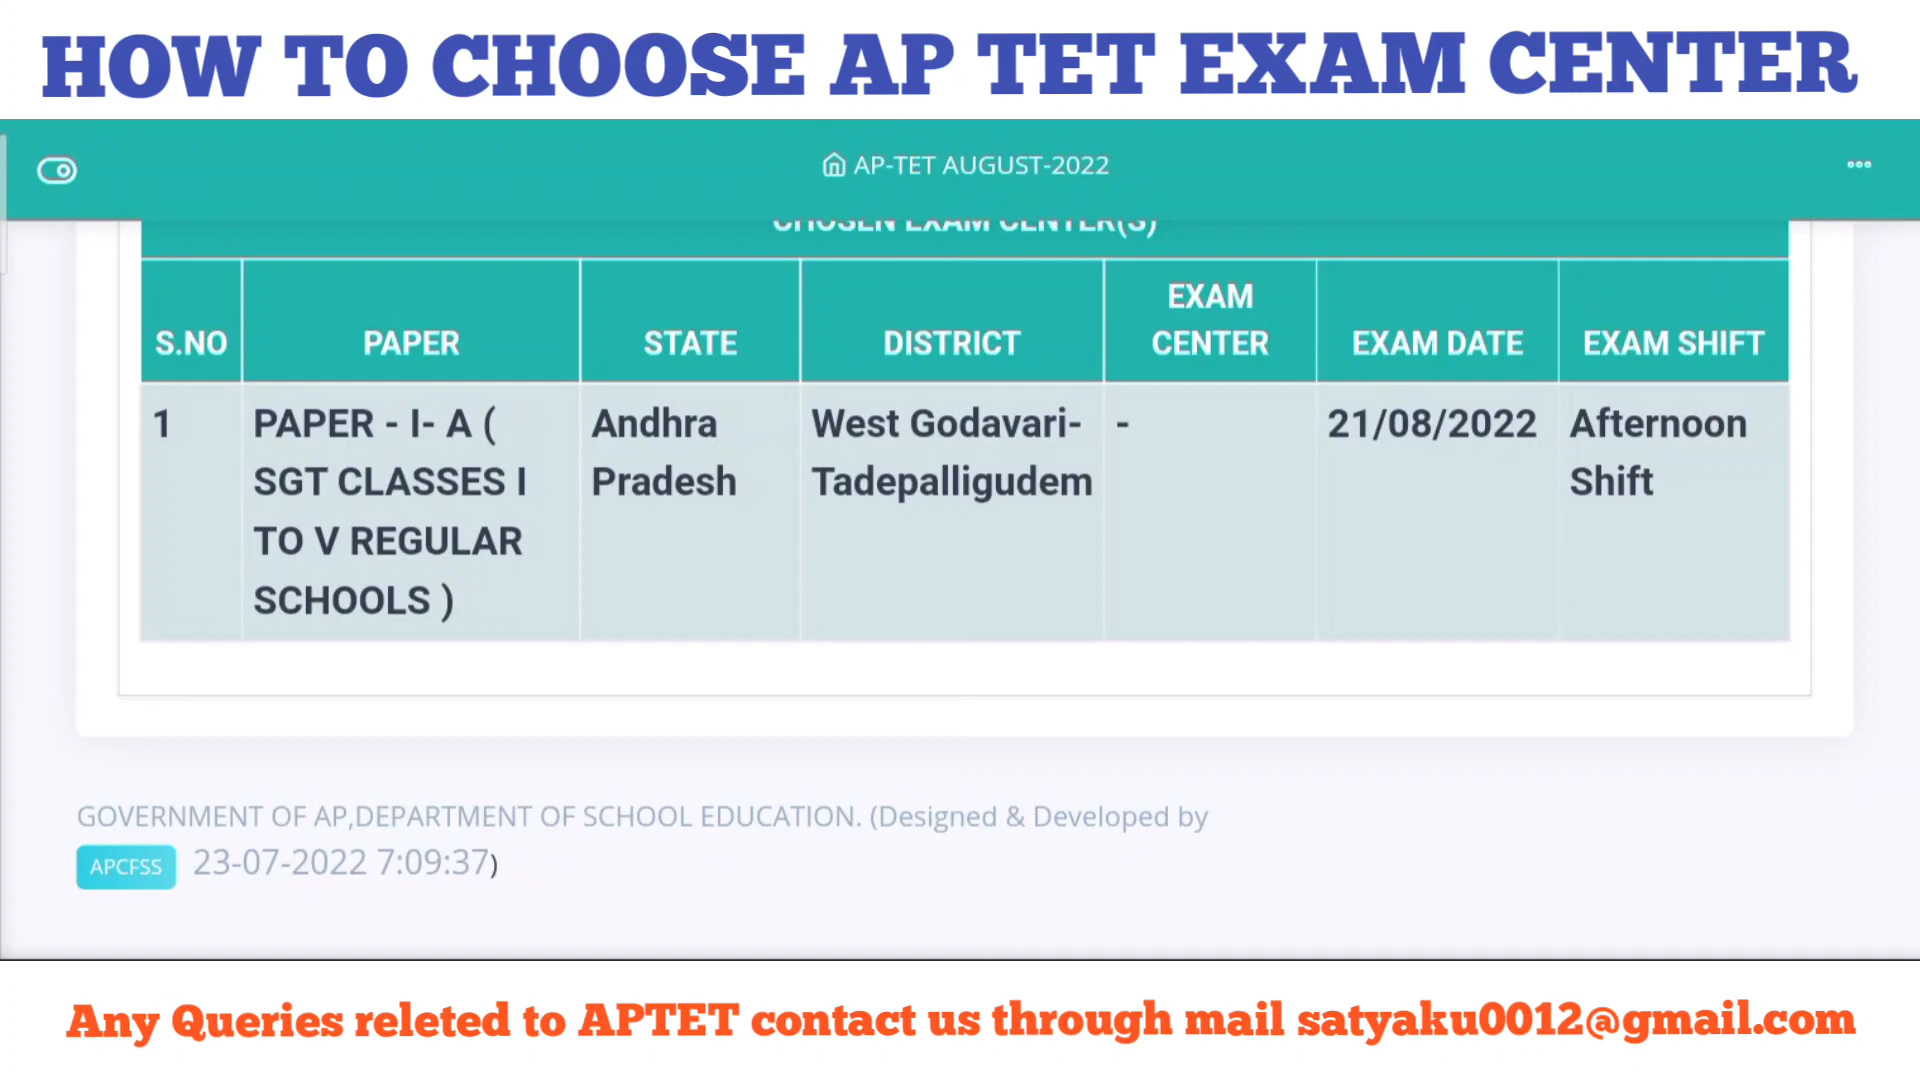 HOW TO CHOOSE AP TET EXAM CENTER
AP-TET AUGUST-2022
CHOSEN EXAM CENTER(S)
S.NO PAPER STATE DISTRICT EXAM CENTER EXAM DATE EXAM SHIFT
1 PAPER - I- A ( Andhra West Godavari- - 21/08/2022 Afternoon
SGT CLASSES I Pradesh Tadepalligudem Shift
TO V REGULAR
SCHOOLS )
GOVERNMENT OF AP,DEPARTMENT OF SCHOOL EDUCATION. (Designed & Developed by
APCFSS 23-07-2022 7:09:37)
Any Queries releted to APTET contact us through mail satyaku0012@gmail.com